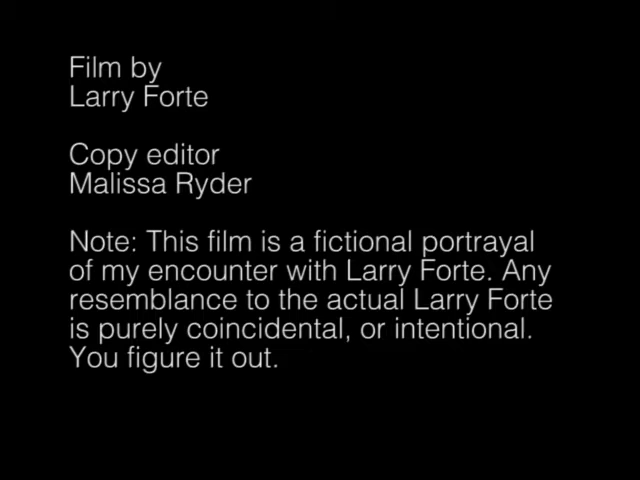 Film by
Larry Forte
Copy editor
Malissa Ryder
Note: This film is a fictional portrayal
of my encounter with Larry Forte. Any
resemblance to the actual Larry Forte
is purely coincidental, or intentional.
You figure it out.